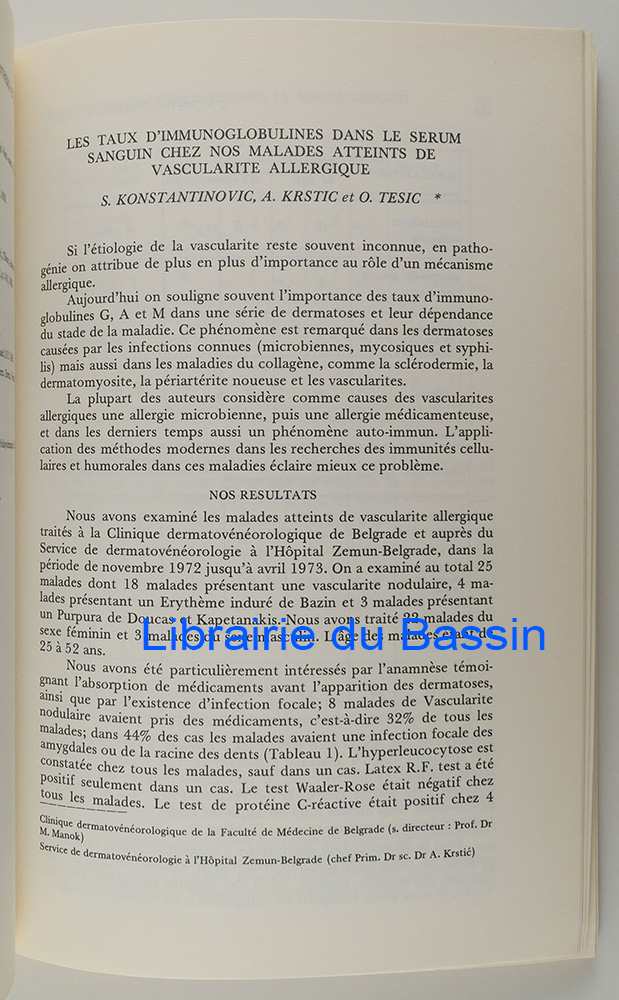 LES TAUX D'IMMUNOGLOBULINES DANS LE SERUM
SANGUIN CHEZ NOS MALADES ATTEINTS DE
VASCULARITE ALLERGIQUE
S. KONSTANTINOVIC, A. KRSTIC et O. TESIC *
Si l'étiologie de la vascularite reste souvent inconnue, en patho-
génie on attribue de plus en plus d'importance au rôle d'un mécanisme
allergique.
Aujourd'hui on souligne souvent l'importance des taux d'immuno-
globulines G, A et M dans une série de dermatoses et leur dépendance
du stade de la maladie. Ce phénomène est remarqué dans les dermatoses
causées par les infections connues (microbiennes, mycosiques et syphi-
lis) mais aussi dans les maladies du collagène, comme la sclérodermie, la
dermatomyosite, la périartérite noueuse et les vascularites.
La plupart des auteurs considère comme causes des vascularites
allergiques une allergie microbienne, puis une allergie médicamenteuse,
et dans les derniers temps aussi un phénomène auto-immun. L'appli-
cation des méthodes modernes dans les recherches des immunités cellu-
laires et humorales dans ces maladies éclaire mieux ce problème.
NOS RESULTATS
Nous avons examiné les malades atteints de vascularite allergique
traités à la Clinique dermatovénéorologique de Belgrade et auprès du
Service de dermatovénéorologie à l'Hôpital Zemun-Belgrade, dans la
période de novembre 1972 jusqu'à avril 1973. On a examiné au total 25
malades dont 18 malades présentant une vascularite nodulaire, 4 ma-
lades présentant un Erythème induré de Bazin et 3 malades présentant
un Purpura de Doucas et Kapetanakis. Nous avons traité 22 malades du
sexe féminin et 3 malades du sexe masculin. L'âge des malades étant de
25 à 52 ans.
Librairie du Bassin
Nous avons été particulièrement intéressés par l'anamnèse témoi-
gnant l'absorption de médicaments avant l'apparition des dermatoses,
ainsi que par l'existence d'infection focale; 8 malades de Vascularite
nodulaire avaient pris des médicaments, c'est-à-dire 32% de tous les
malades; dans 44% des cas les malades avaient une infection focale des
amygdales ou de la racine des dents (Tableau 1). L'hyperleucocytose est
constatée chez tous les malades, sauf dans un cas. Latex R.F. test a été
positif seulement dans un cas. Le test Waaler-Rose était négatif chez
tous les malades. Le test de protéine C-réactive était positif chez 4
Clinique dermatovénéorologique de la Faculté de Médecine de Belgrade (s. directeur : Prof. Dr
M. Manok)
Service de dermatovénéorologie à l'Hôpital Zemun-Belgrade (chef Prim. Dr sc. Dr A. Krstić)